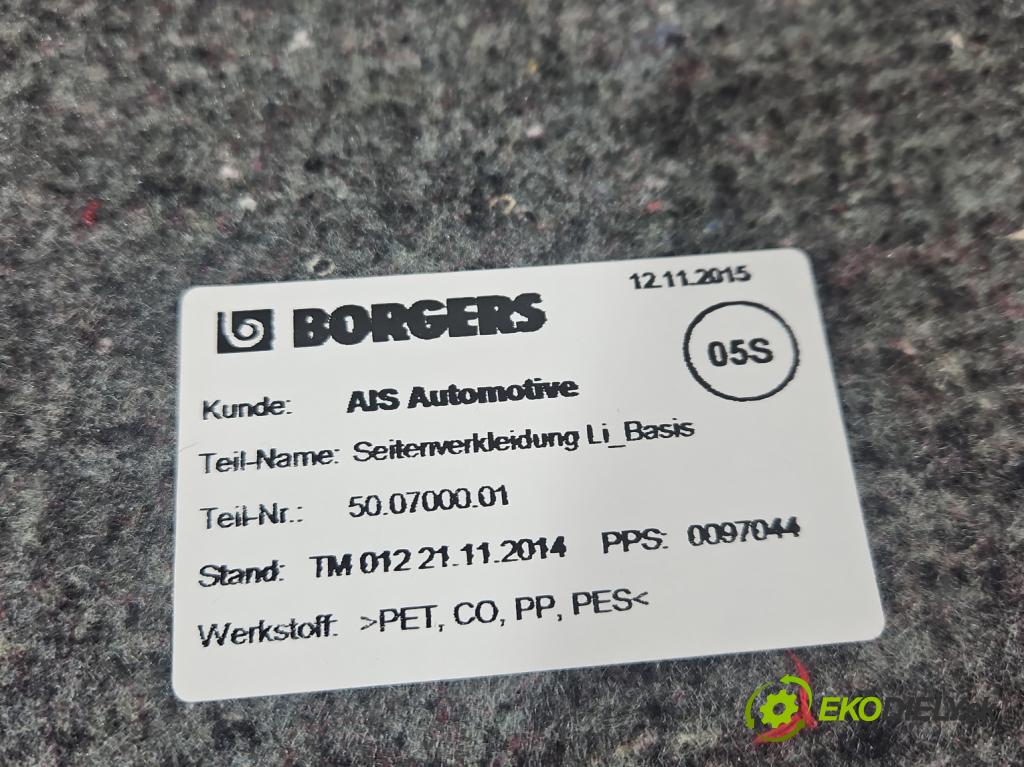 12.11.2015
BORGERS
05S
Kunde: AIS Automotive
Teil-Name: Seitenverkleidung Li_Basis
Teil-Nr.: 50.07000.01
Stand: TM 012 21.11.2014 PPS: 0097044
Werkstoff: >PET, CO, PP, PES<
EKODIELY.SK